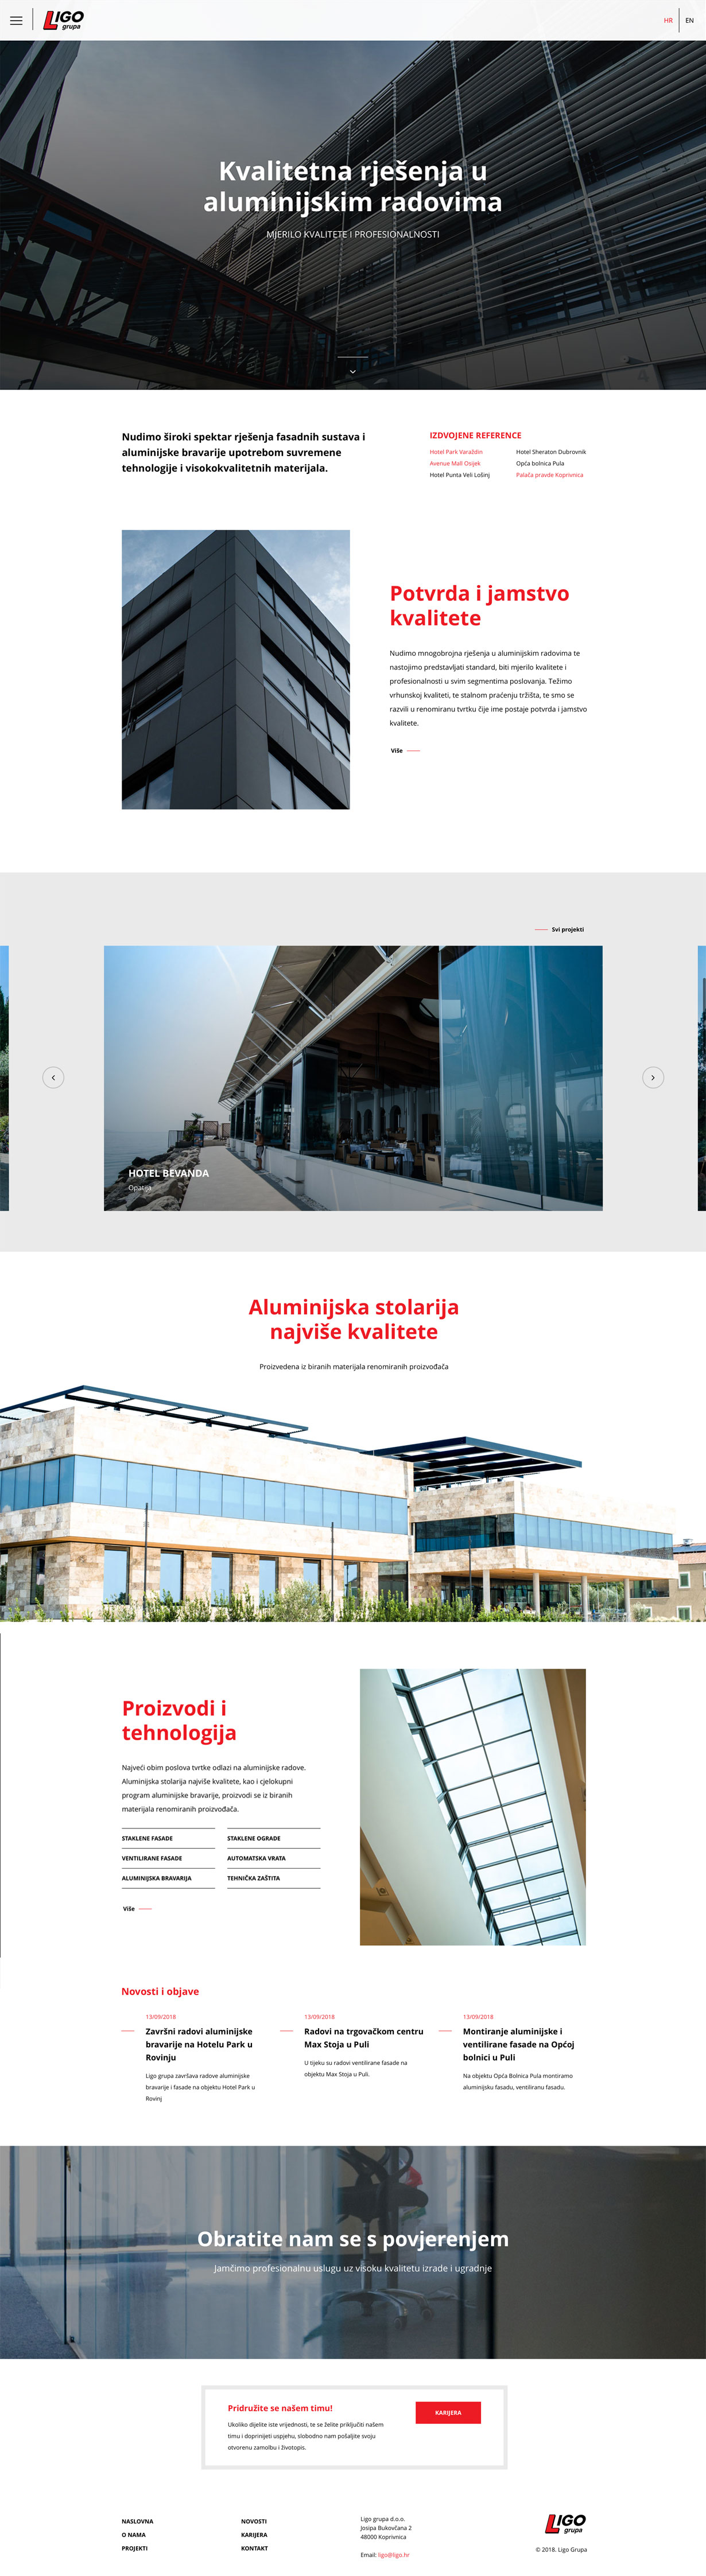 LIGO
grupa
HR
EN
Kvalitetna rješenja u
aluminijskim radovima
MJERILO KVALITETE I PROFESIONALNOSTI
Nudimo široki spektar rješenja fasadnih sustava i
aluminijske bravarije upotrebom suvremene
tehnologije i visokokvalitetnih materijala.
IZDVOJENE REFERENCE
Hotel Park Varaždin
Avenue Mall Osijek
Hotel Punta Veli Lošinj
Hotel Sheraton Dubrovnik
Opća bolnica Pula
Palača pravde Koprivnica
Potvrda i jamstvo
kvalitete
Nudimo mnogobrojna rješenja u aluminijskim radovima te
nastojimo predstavljati standard, biti mjerilo kvalitete i
profesionalnosti u svim segmentima poslovanja. Težimo
vrhunskoj kvaliteti, te stalnom praćenju tržišta, te smo se
razvili u renomiranu tvrtku čije ime postaje potvrda i jamstvo
kvalitete.
Više
Svi projekti
HOTEL BEVANDA
Opatija
Aluminijska stolarija
najviše kvalitete
Proizvedena iz biranih materijala renomiranih proizvođača
Proizvodi i
tehnologija
Najveći obim poslova tvrtke odlazi na aluminijske radove.
Aluminijska stolarija najviše kvalitete, kao i cjelokupni
program aluminijske bravarije, proizvodi se iz biranih
materijala renomiranih proizvođača.
STAKLENE FASADE
VENTILIRANE FASADE
ALUMINIJSKA BRAVARIJA
STAKLENE OGRADE
AUTOMATSKA VRATA
TEHNIČKA ZAŠTITA
Više
Novosti i objave
13/09/2018
Završni radovi aluminijske
bravarije na Hotelu Park u
Rovinju
Ligo grupa završava radove aluminijske
bravarije i fasade na objektu Hotel Park u
Rovinj
13/09/2018
Radovi na trgovačkom centru
Max Stoja u Puli
U tijeku su radovi ventilirane fasade na
objektu Max Stoja u Puli.
13/09/2018
Montiranje aluminijske i
ventilirane fasade na Općoj
bolnici u Puli
Na objektu Opća Bolnica Pula montiramo
aluminijsku fasadu, ventiliranu fasadu.
Obratite nam se s povjerenjem
Jamčimo profesionalnu uslugu uz visoku kvalitetu izrade i ugradnje
Pridružite se našem timu!
Ukoliko dijelite iste vrijednosti, te se želite priključiti našem
timu i doprinijeti uspjehu, slobodno nam pošaljite svoju
otvorenu zamolbu i životopis.
KARIJERA
NASLOVNA
O NAMA
PROJEKTI
NOVOSTI
KARIJERA
KONTAKT
Ligo grupa d.o.o.
Josipa Bukovčana 2
48000 Koprivnica
Email: ligo@ligo.hr
LIGO
grupa
© 2018. Ligo Grupa